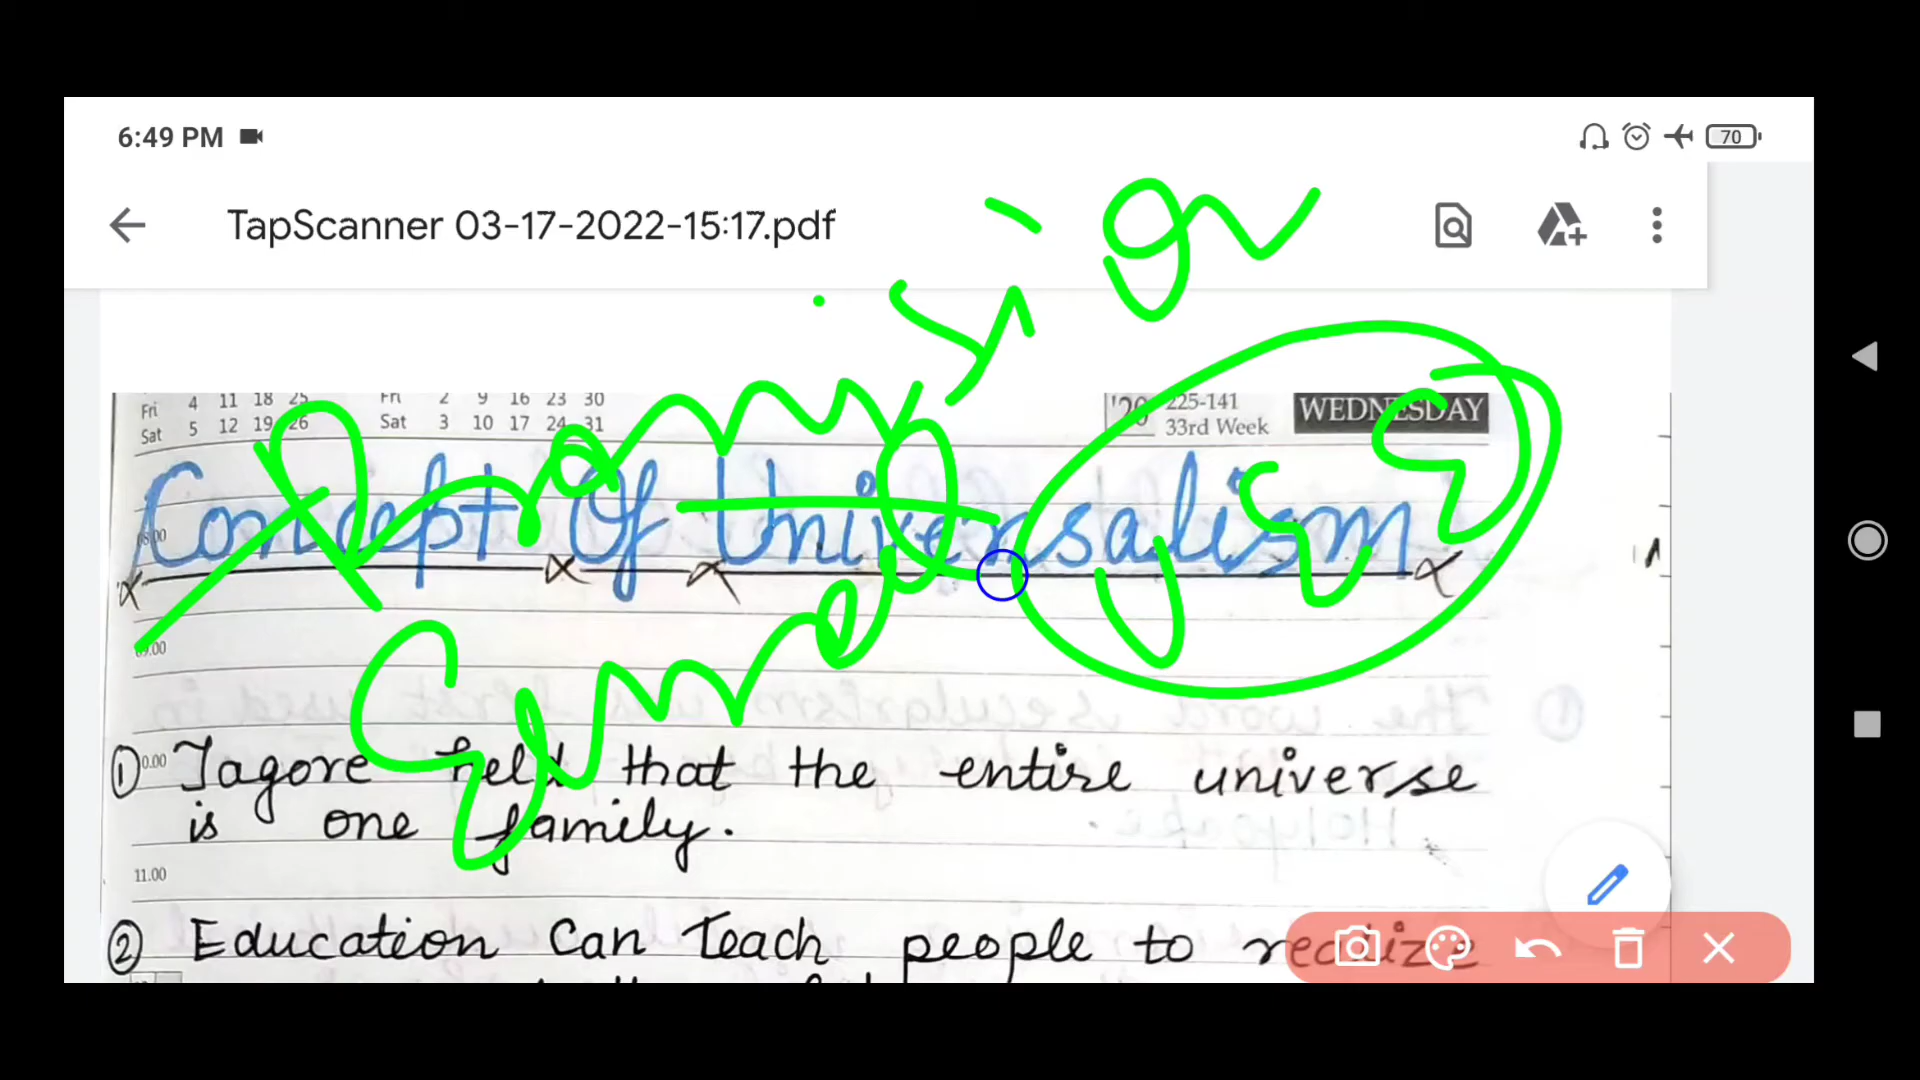 6:49 PM 70
TapScanner 03-17-2022-15:17.pdf
Fri 4 11 18 25 Fri 2 9 16 23 30
Sat 5 12 19 26 Sat 3 10 17 24 31
225-141
33rd Week
WEDNESDAY
Concept Of Universalism
① Tagore held that the entire universe
is one family.
11.00
② Education Can Teach people to realize